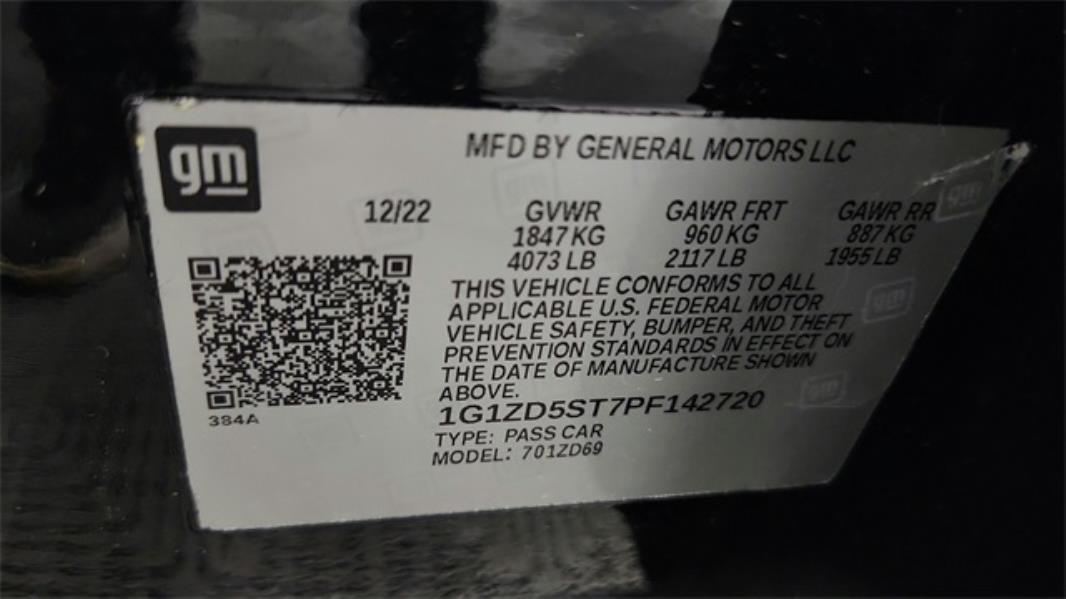 gm
MFD BY GENERAL MOTORS LLC
12/22 GVWR GAWR FRT GAWR RR
1847 KG 960 KG 887 KG
4073 LB 2117 LB 1955 LB
THIS VEHICLE CONFORMS TO ALL
APPLICABLE U.S. FEDERAL MOTOR
VEHICLE SAFETY, BUMPER, AND THEFT
PREVENTION STANDARDS IN EFFECT ON
THE DATE OF MANUFACTURE SHOWN
ABOVE.
384A
1G1ZD5ST7PF142720
TYPE: PASS CAR
MODEL: 701ZD69